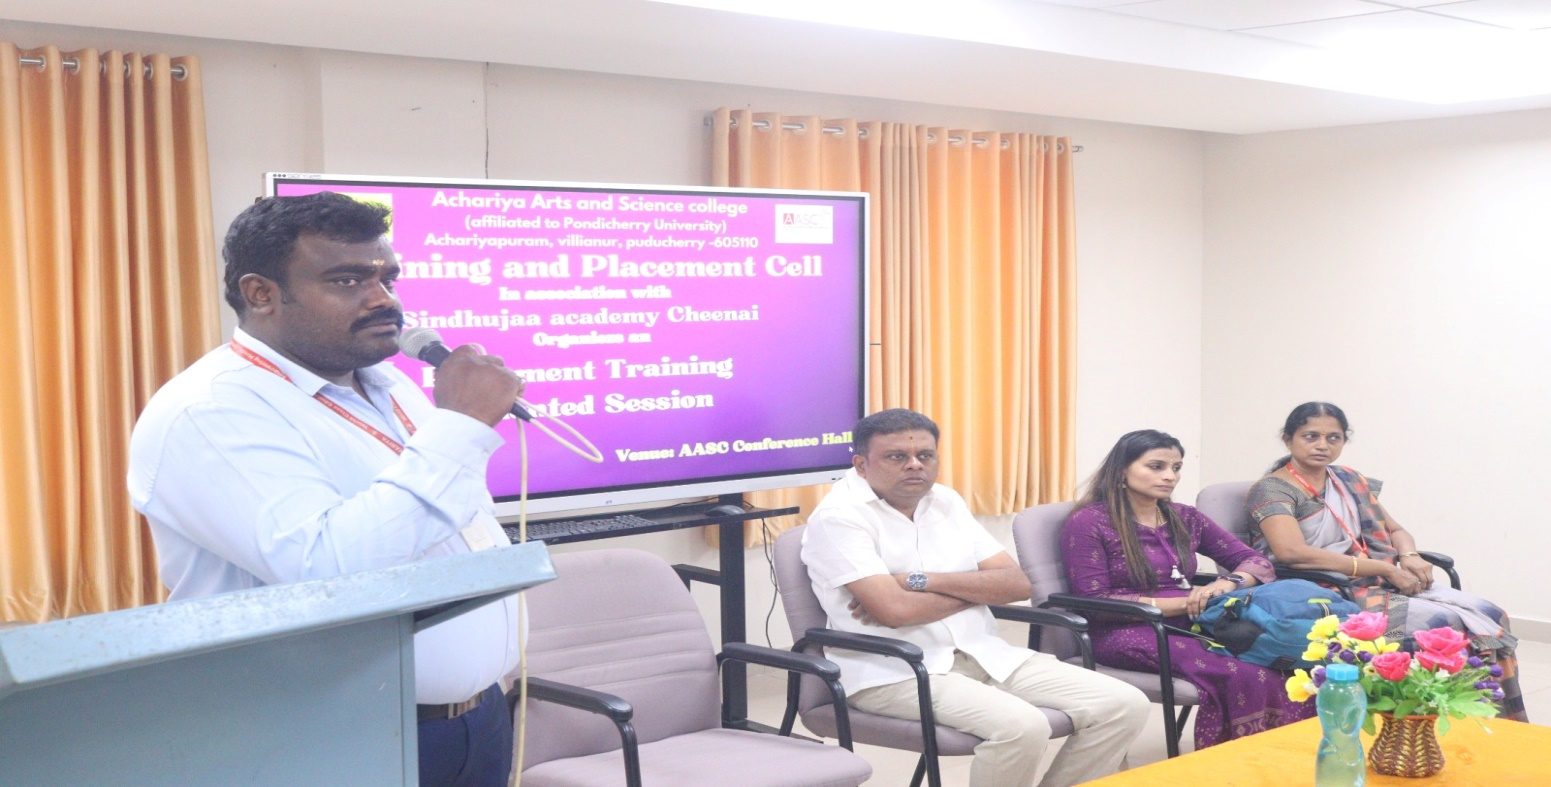 Achariya Arts and Science college
(affiliated to Pondicherry University)
Achariyapuram, villianur, puducherry -605110
AASC
ining and Placement Cell
In association with
Sindhujaa academy Cheenai
Organizes an
ment Training
nted Session
Venue: AASC Conference Hall